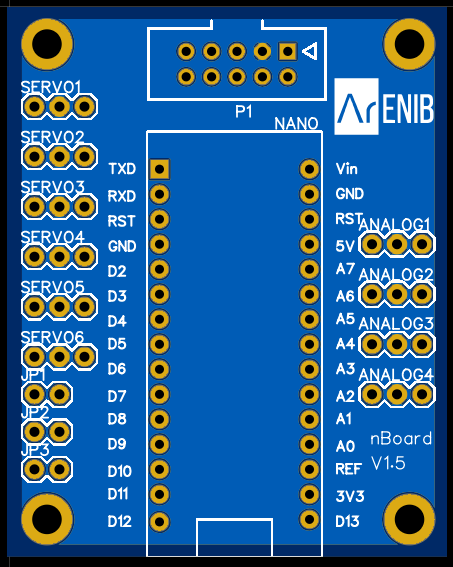 P1
NANO
ArENIB
SERVO1
SERVO2
SERVO3
SERVO4
SERVO5
SERVO6
JP1
JP2
JP3
TXD
RXD
RST
GND
D2
D3
D4
D5
D6
D7
D8
D9
D10
D11
D12
Vin
GND
RST
5V
A7
A6
A5
A4
A3
A2
A1
A0
REF
3V3
D13
ANALOG1
ANALOG2
ANALOG3
ANALOG4
nBoard
V1.5